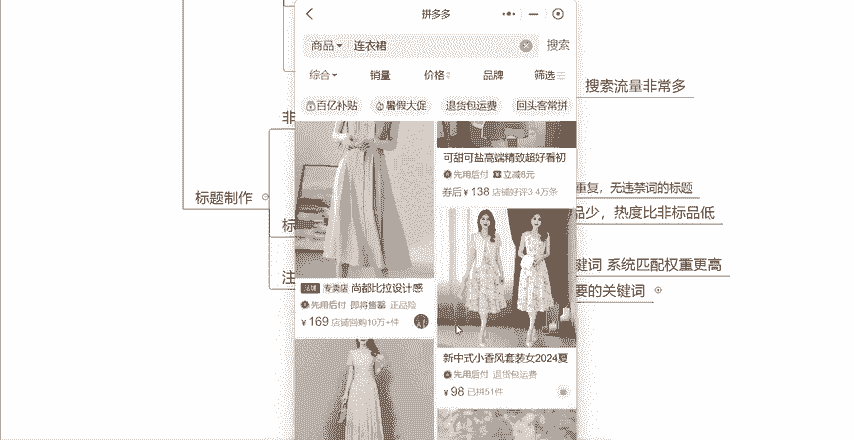 拼多多
商品 连衣裙 搜索
综合 销量 价格 品牌 筛选
百亿补贴 暑假大促 退货包运费 回头客常拼
搜索流量非常多
非
标题制作
标
注
重复，无违禁词的标题
品少，热度比非标品低
键词 系统匹配权重更高
要的关键词
专卖店 尚都比拉设计感
先用后付 即将售罄 正品险
¥169 店铺回购10万+件
可甜可盐高端精致超好看初
先用后付 立减8元
券后¥138 店铺好评3.4万条
新中式小香风套装女2024夏
先用后付 退货包运费
¥98 已拼51件